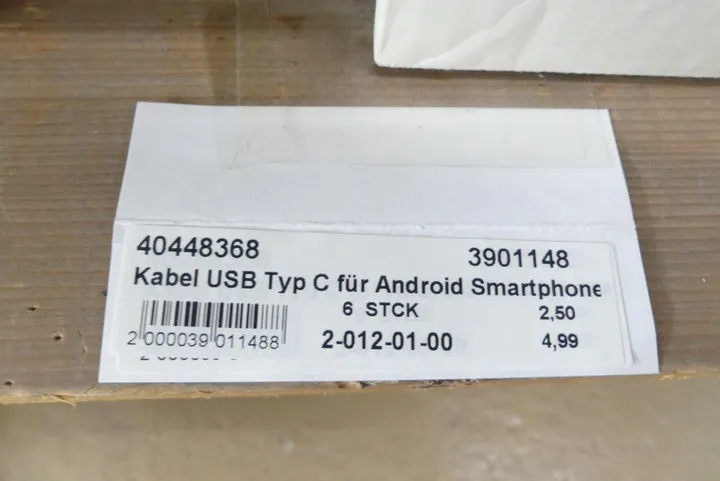 40448368 3901148
Kabel USB Typ C für Android Smartphone
6 STCK 2,50
2 000039 011488 2-012-01-00 4,99